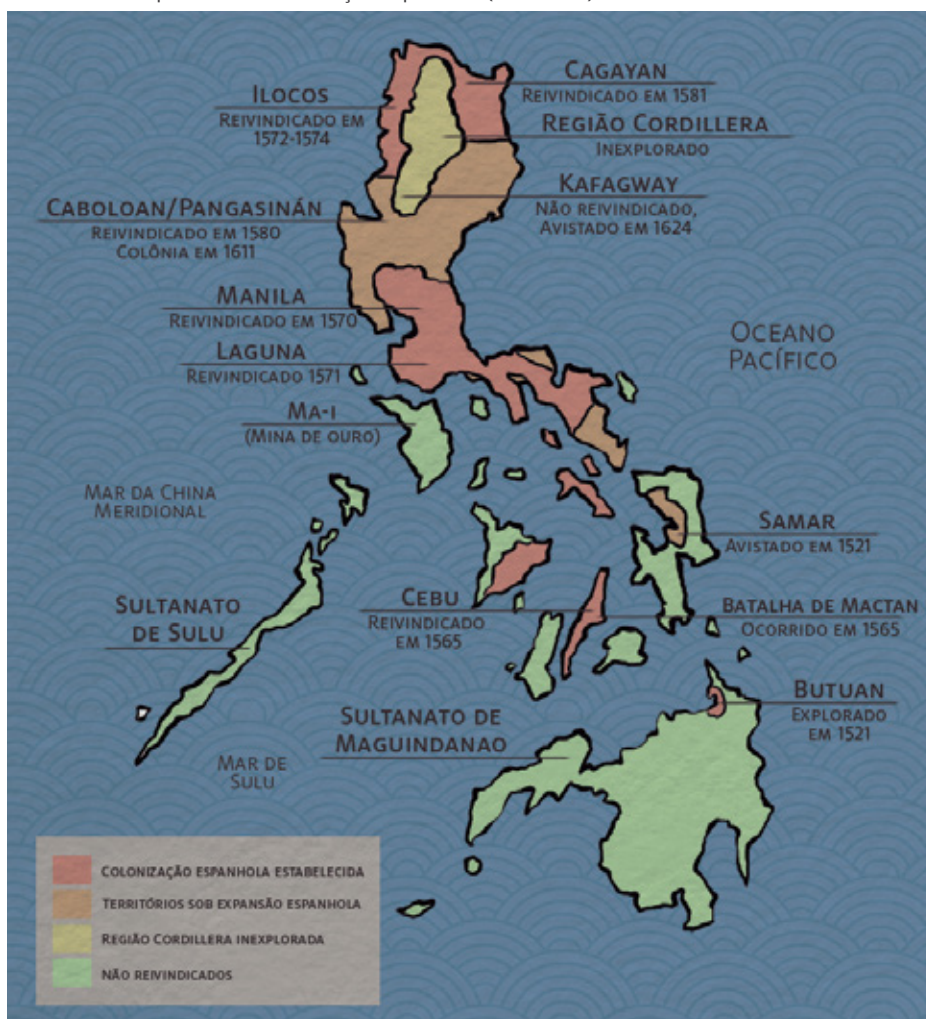 ILOCOS
REIVINDICADO EM
1572-1574
CAGAYAN
REIVINDICADO EM 1581
REGIÃO CORDILLERA
INEXPLORADO
KAFAGWAY
NÃO REIVINDICADO,
AVISTADO EM 1624
CABOLOAN/PANGASINÁN
REIVINDICADO EM 1580
COLÔNIA EM 1611
MANILA
REIVINDICADO EM 1570
LAGUNA
REIVINDICADO 1571
OCEANO
PACÍFICO
MA-I
(MINA DE OURO)
MAR DA CHINA
MERIDIONAL
SAMAR
AVISTADO EM 1521
SULTANATO
DE SULU
CEBU
REIVINDICADO
EM 1565
BATALHA DE MACTAN
OCORRIDO EM 1565
BUTUAN
EXPLORADO
EM 1521
SULTANATO DE
MAGUINDANAO
MAR DE
SULU
COLONIZAÇÃO ESPANHOLA ESTABELECIDA
TERRITÓRIOS SOB EXPANSÃO ESPANHOLA
REGIÃO CORDILLERA INEXPLORADA
NÃO REIVINDICADOS